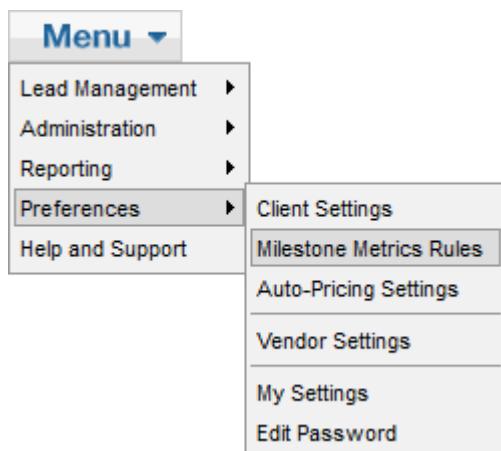 Menu
Lead Management
Administration
Reporting
Preferences
Help and Support
Client Settings
Milestone Metrics Rules
Auto-Pricing Settings
Vendor Settings
My Settings
Edit Password